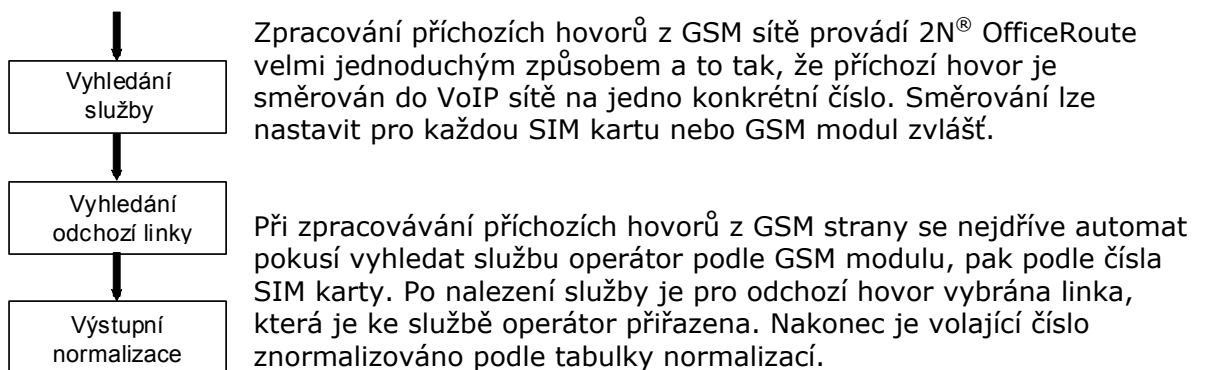 Vyhledání
služby
Vyhledání
odchozí linky
Výstupní
normalizace
Zpracování příchozích hovorů z GSM sítě provádí 2N® OfficeRoute
velmi jednoduchým způsobem a to tak, že příchozí hovor je
směrován do VoIP sítě na jedno konkrétní číslo. Směrování lze
nastavit pro každou SIM kartu nebo GSM modul zvlášť.
Při zpracovávání příchozích hovorů z GSM strany se nejdříve automat
pokusí vyhledat službu operátor podle GSM modulu, pak podle čísla
SIM karty. Po nalezení služby je pro odchozí hovor vybrána linka,
která je ke službě operátor přiřazena. Nakonec je volající číslo
znormalizováno podle tabulky normalizací.